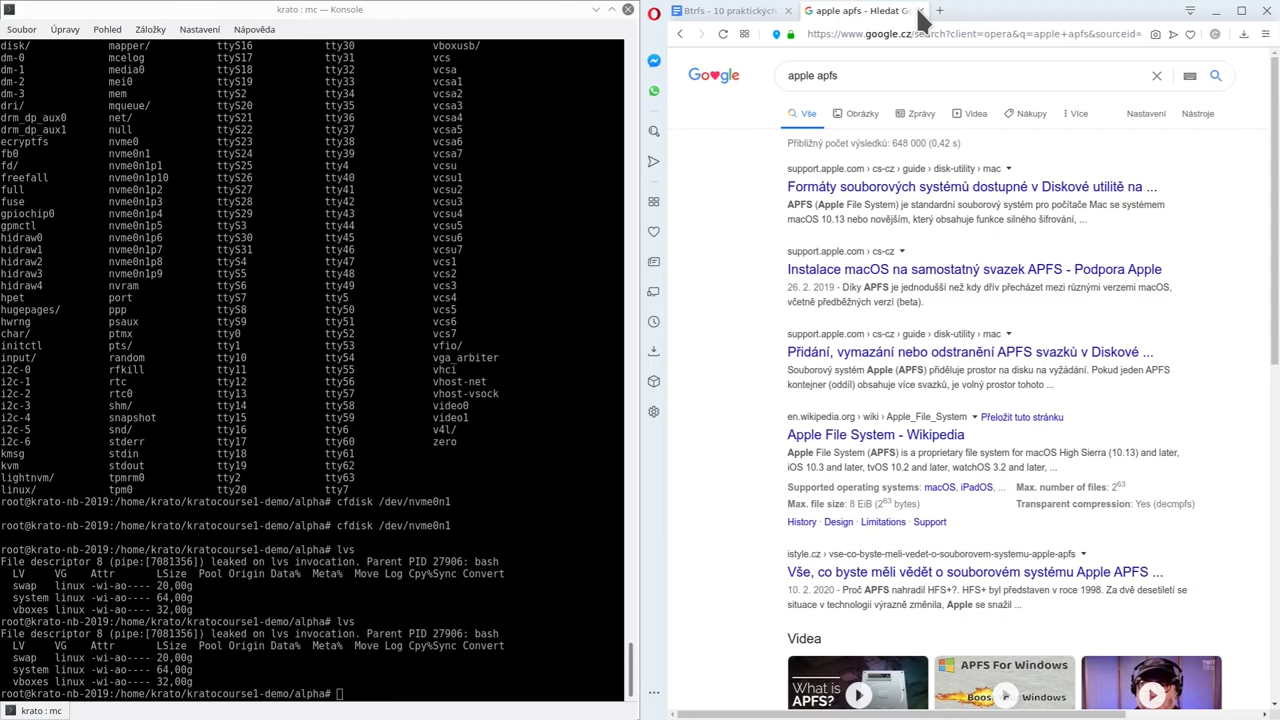 krato : mc — Konsole
Soubor Úpravy Pohled Záložky Nastavení Nápověda
disk/ mapper/ ttyS16 tty30 vboxusb/
dm-0 mcelog ttyS17 tty31 vcs
dm-1 media0 ttyS18 tty32 vcsa
dm-2 mei0 ttyS19 tty33 vcsa1
dm-3 mem ttyS2 tty34 vcsa2
dri/ mqueue/ ttyS20 tty35 vcsa3
drm_dp_aux0 net/ ttyS21 tty36 vcsa4
drm_dp_aux1 null ttyS22 tty37 vcsa5
ecryptfs nvme0 ttyS23 tty38 vcsa6
fb0 nvme0n1 ttyS24 tty39 vcsa7
fd/ nvme0n1p1 ttyS25 tty4 vcsu
freefall nvme0n1p10 ttyS26 tty40 vcsu1
full nvme0n1p2 ttyS27 tty41 vcsu2
fuse nvme0n1p3 ttyS28 tty42 vcsu3
gpiochip0 nvme0n1p4 ttyS29 tty43 vcsu4
gpmctl nvme0n1p5 ttyS3 tty44 vcsu5
hidraw0 nvme0n1p6 ttyS30 tty45 vcsu6
hidraw1 nvme0n1p7 ttyS31 tty46 vcsu7
hidraw2 nvme0n1p8 ttyS4 tty47 vcs1
hidraw3 nvme0n1p9 ttyS5 tty48 vcs2
hidraw4 nvram ttyS6 tty49 vcs3
hpet port ttyS7 tty5 vcs4
hugepages/ ppp ttyS8 tty50 vcs5
hwrng psaux ttyS9 tty51 vcs6
char/ ptmx tty0 tty52 vcs7
initctl pts/ tty1 tty53 vfio/
input/ random tty10 tty54 vga_arbiter
i2c-0 rfkill tty11 tty55 vhci
i2c-1 rtc tty12 tty56 vhost-net
i2c-2 rtc0 tty13 tty57 vhost-vsock
i2c-3 shm/ tty14 tty58 video0
i2c-4 snapshot tty15 tty59 video1
i2c-5 snd/ tty16 tty6 v4l/
i2c-6 stderr tty17 tty60 zero
kmsg stdin tty18 tty61
kvm stdout tty19 tty62
lightnvm/ tpmrm0 tty2 tty63
linux/ tpm0 tty20 tty7
root@krato-nb-2019:/home/krato/kratocourse1-demo/alpha# cfdisk /dev/nvme0n1
root@krato-nb-2019:/home/krato/kratocourse1-demo/alpha# cfdisk /dev/nvme0n1
root@krato-nb-2019:/home/krato/kratocourse1-demo/alpha# lvs
File descriptor 8 (pipe:[7081356]) leaked on lvs invocation. Parent PID 27906: bash
LV VG Attr LSize Pool Origin Data% Meta% Move Log Cpy%Sync Convert
swap linux -wi-ao---- 20,00g
system linux -wi-ao---- 64,00g
vboxes linux -wi-ao---- 32,00g
root@krato-nb-2019:/home/krato/kratocourse1-demo/alpha# lvs
File descriptor 8 (pipe:[7081356]) leaked on lvs invocation. Parent PID 27906: bash
LV VG Attr LSize Pool Origin Data% Meta% Move Log Cpy%Sync Convert
swap linux -wi-ao---- 20,00g
system linux -wi-ao---- 64,00g
vboxes linux -wi-ao---- 32,00g
root@krato-nb-2019:/home/krato/kratocourse1-demo/alpha#
krato : mc
Btrfs - 10 praktických
apple apfs - Hledat
https://www.google.cz/search?client=opera&q=apple+apfs&sourceid=
Google
apple apfs
Vše Obrázky Zprávy Videa Nákupy Více Nastavení Nástroje
Přibližný počet výsledků: 648 000 (0,42 s)
support.apple.com › cs-cz › guide › disk-utility › mac
Formáty souborových systémů dostupné v Diskové utilitě na ...
APFS (Apple File System) je standardní souborový systém pro počítače Mac se systémem
macOS 10.13 nebo novějším, který obsahuje funkce silného šifrování, ...
support.apple.com › cs-cz
Instalace macOS na samostatný svazek APFS - Podpora Apple
26. 2. 2019 - Díky APFS je jednodušší než kdy dřív přecházet mezi různými verzemi macOS,
včetně předběžných verzí (beta).
support.apple.com › cs-cz › guide › disk-utility › mac
Přidání, vymazání nebo odstranění APFS svazků v Diskové ...
Souborový systém Apple (APFS) přiděluje prostor na disku na vyžádání. Pokud jeden APFS
kontejner (oddíl) obsahuje více svazků, je volný prostor tohoto ...
en.wikipedia.org › wiki › Apple_File_System Přeložit tuto stránku
Apple File System - Wikipedia
Apple File System (APFS) is a proprietary file system for macOS High Sierra (10.13) and later,
iOS 10.3 and later, tvOS 10.2 and later, watchOS 3.2 and later, ...
Supported operating systems: macOS, iPadOS, ... Max. number of files: 2⁶³
Max. file size: 8 EiB (2⁶³ bytes) Transparent compression: Yes (decmpfs)
History · Design · Limitations · Support
istyle.cz › vse-co-byste-meli-vedet-o-souborovem-systemu-apple-apfs
Vše, co byste měli vědět o souborovém systému Apple APFS ...
10. 2. 2020 - Proč APFS nahradil HFS+?. HFS+ byl představen v roce 1998. Za dvě desetiletí se
situace v technologii výrazně změnila, Apple se snažil ...
Videa
What is
APFS?
APFS For Windows
Windows
TWiT